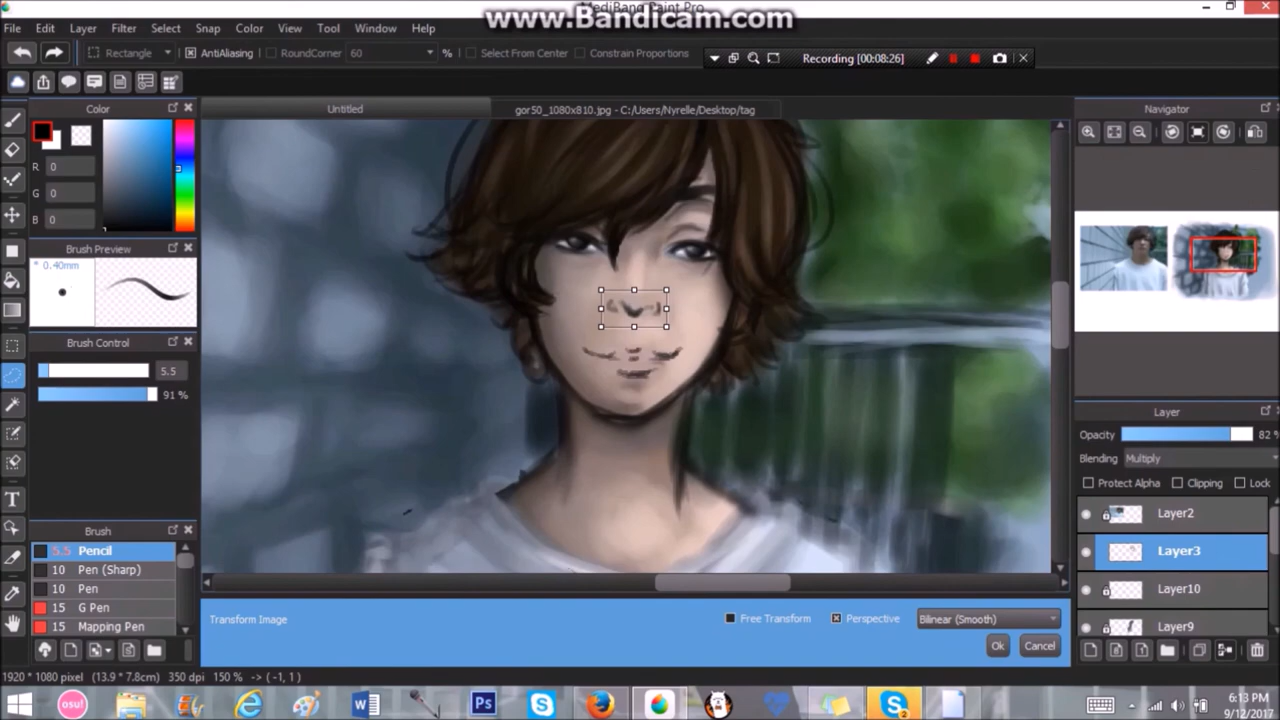 MediBang Paint Pro
www.Bandicam.com
File Edit Layer Filter Select Snap Color View Tool Window Help
Rectangle AntiAliasing RoundCorner 60 % Select From Center Constrain Proportions
Recording [00:08:26]
Color
Untitled
gor50_1080x810.jpg - C:/Users/Nyrelle/Desktop/tag
Navigator
R 0
G 0
B 0
Brush Preview
* 0.40mm
Brush Control
5.5
91 %
Layer
Opacity 82 %
Blending Multiply
Protect Alpha Clipping Lock
Layer2
Layer3
Layer10
Layer9
Brush
5.5 Pencil
10 Pen (Sharp)
10 Pen
15 G Pen
15 Mapping Pen
T
Transform Image
Free Transform Perspective Bilinear (Smooth)
Ok Cancel
1920 * 1080 pixel (13.9 * 7.8cm) 350 dpi 150 % -> ( -1, 1 )
osu!
Ps
6:13 PM
9/12/2017